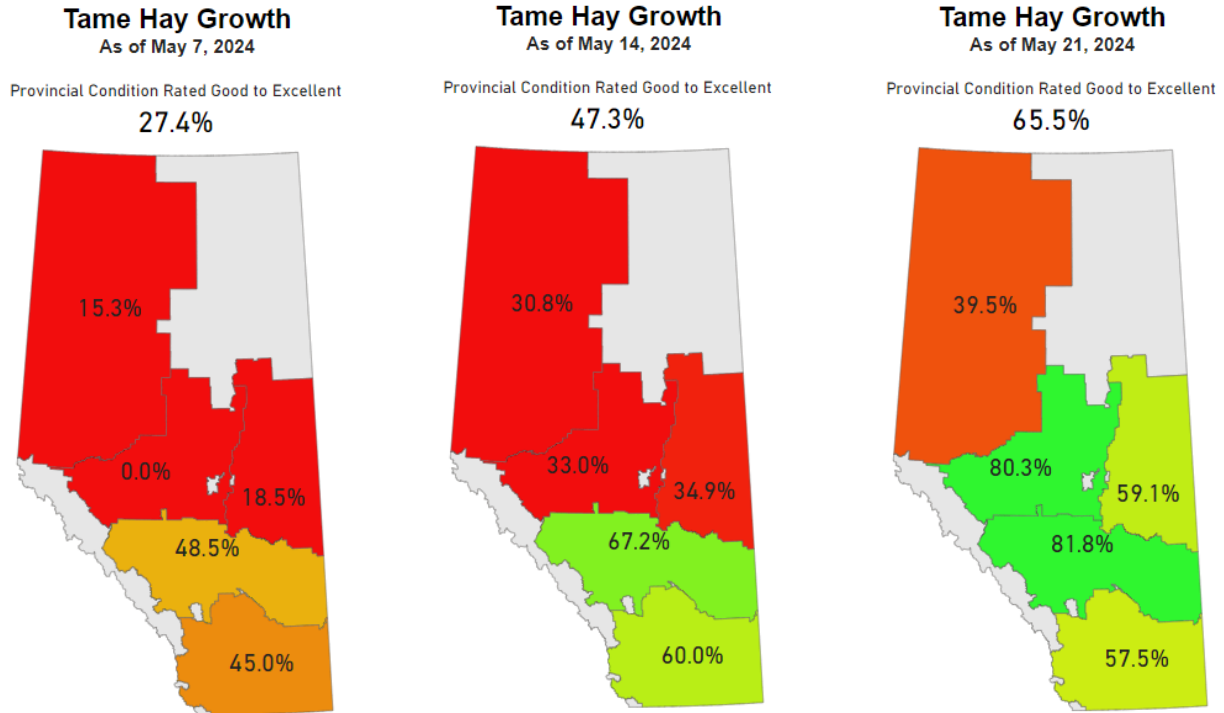 Tame Hay Growth
As of May 7, 2024
Provincial Condition Rated Good to Excellent
27.4%
15.3%
0.0%
18.5%
48.5%
45.0%
Tame Hay Growth
As of May 14, 2024
Provincial Condition Rated Good to Excellent
47.3%
30.8%
33.0%
34.9%
67.2%
60.0%
Tame Hay Growth
As of May 21, 2024
Provincial Condition Rated Good to Excellent
65.5%
39.5%
80.3%
59.1%
81.8%
57.5%